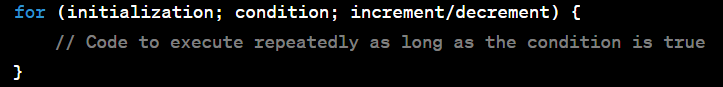 for (initialization; condition; increment/decrement) {
    // Code to execute repeatedly as long as the condition is true
}